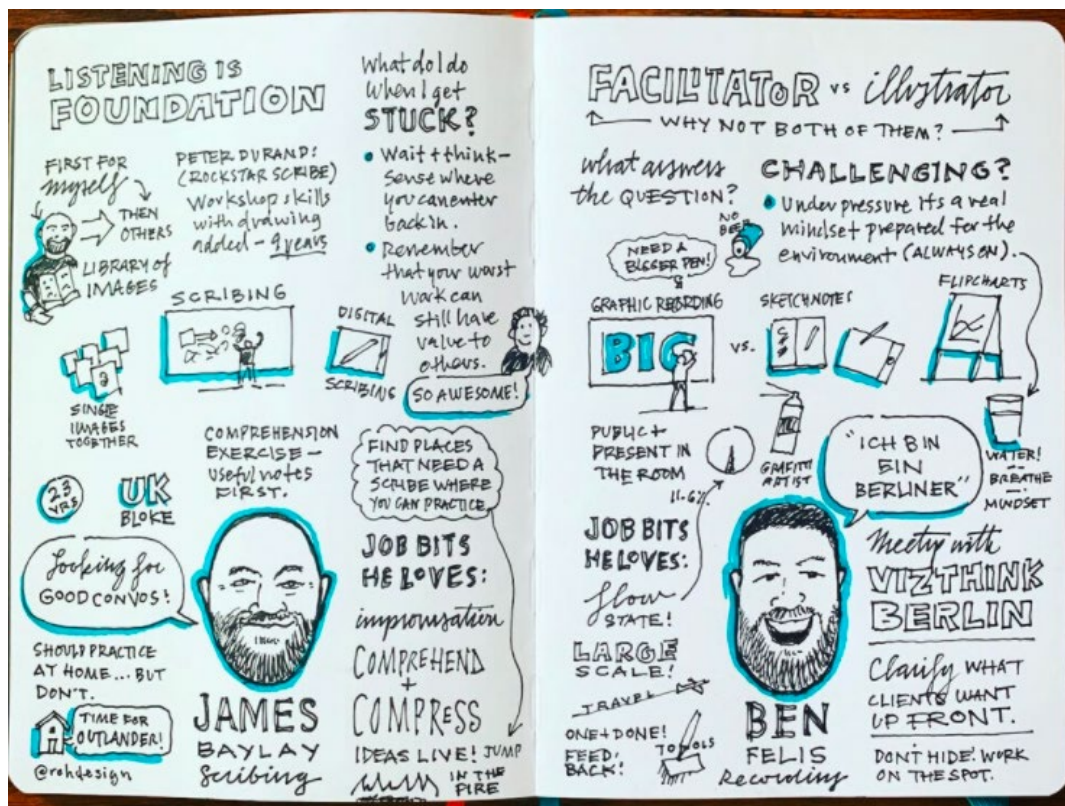 LISTENING IS
FOUNDATION
FIRST FOR
myself
THEN
OTHERS
LIBRARY of
IMAGES
PETER DURAND:
(ROCKSTAR SCRIBE)
Workshop skills
with drawing
added - 9 years
What do I do
when I get
STUCK?
• Wait + think -
sense where
you can enter
back in.
• Remember
that your worst
work can
still have
value to
others.
SO AWESOME!
SCRIBING
DIGITAL
SCRIBING
SINGLE
IMAGES
TOGETHER
COMPREHENSION
EXERCISE -
useful notes
FIRST.
FIND PLACES
THAT NEED A
SCRIBE WHERE
YOU CAN PRACTICE
23
YRS
UK
BLOKE
Looking for
GOOD CONVOS!
SHOULD PRACTICE
AT HOME... BUT
DON'T.
TIME FOR
OUTLANDER!
@rohdesign
JAMES
BAYLAY
Scribing
JOB BITS
HE LOVES:
improvisation
COMPREHEND
+
COMPRESS
IDEAS LIVE!
JUMP
IN THE
FIRE
FACILITATOR vs illustrator
WHY NOT BOTH OF THEM?
what answers
the QUESTION?
NO
BEER
NEED A
BIGGER PEN!
CHALLENGING?
• Under pressure its a real
mindset prepared for the
environment (ALWAYS ON).
GRAPHIC RECORDING
BIG
vs.
SKETCHNOTES
FLIPCHARTS
PUBLIC +
PRESENT IN
THE ROOM
11-6%
GRAFITTI
ARTIST
"ICH BIN
EIN
BERLINER"
WATER!
BREATHE
MINDSET
JOB BITS
HE LOVES:
flow
STATE!
LARGE
SCALE!
TRAVEL
ONE + DONE!
FEED.
BACK!
TOOLS
BEN
FELIS
Recording
Meetup with
VIZTHINK
BERLIN
Clarify WHAT
CLIENTS WANT
UP FRONT.
DON'T HIDE! WORK
ON THE SPOT.